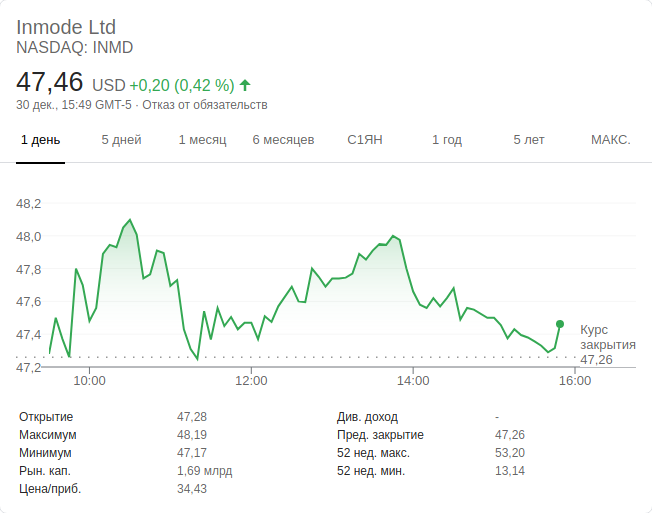 Inmode Ltd
NASDAQ: INMD
47,46 USD +0,20 (0,42 %)
30 дек., 15:49 GMT-5 · Отказ от обязательств
1 день 5 дней 1 месяц 6 месяцев С1ЯН 1 год 5 лет МАКС.
48,2
48,0
47,8
47,6
47,4
47,2
Курс
закрытия
47,26
10:00 12:00 14:00 16:00
Открытие 47,28 Див. доход -
Максимум 48,19 Пред. закрытие 47,26
Минимум 47,17 52 нед. макс. 53,20
Рын. кап. 1,69 млрд 52 нед. мин. 13,14
Цена/приб. 34,43